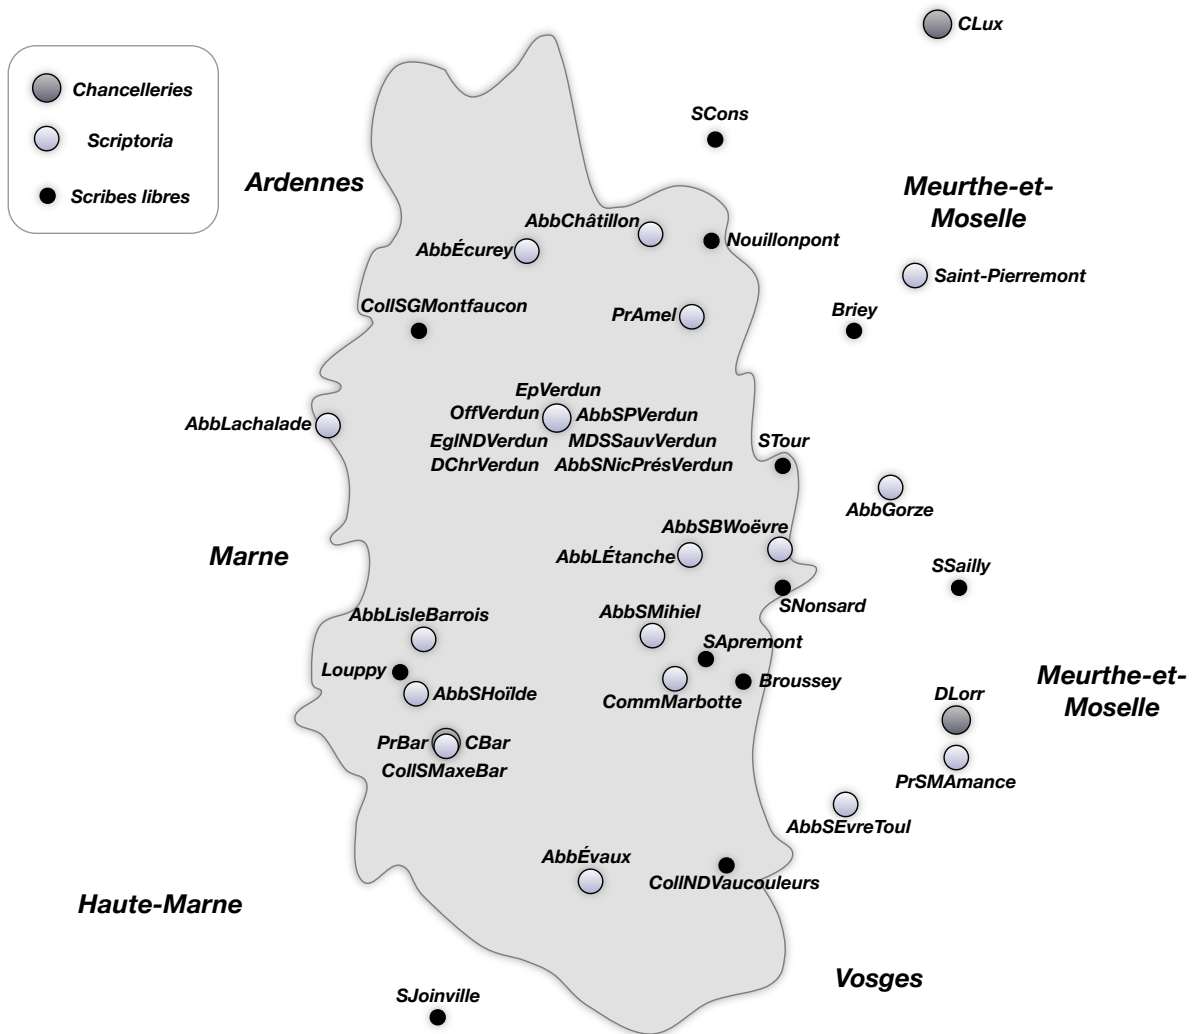 CLux
Chancelleries
Scriptoria
Scribes libres
SCons
Ardennes
Meurthe-et-
Moselle
AbbChâtillon
Nouillonpont
AbbÉcurey
Saint-Pierremont
CollSGMontfaucon
PrAmel
Briey
EpVerdun
OffVerdun AbbSPVerdun
AbbLachalade
EglNDVerdun MDSSauvVerdun
STour
DChrVerdun AbbSNicPrésVerdun
AbbGorze
AbbSBWoëvre
Marne
AbbLÉtanche
SSailly
SNonsard
AbbLisleBarrois
AbbSMihiel
SApremont
Louppy
Broussey
Meurthe-et-
Moselle
AbbSHoïlde
CommMarbotte
DLorr
PrBar CBar
CollSMaxeBar
PrSMAmance
AbbSEvreToul
AbbÉvaux
CollNDVaucouleurs
Haute-Marne
Vosges
SJoinville